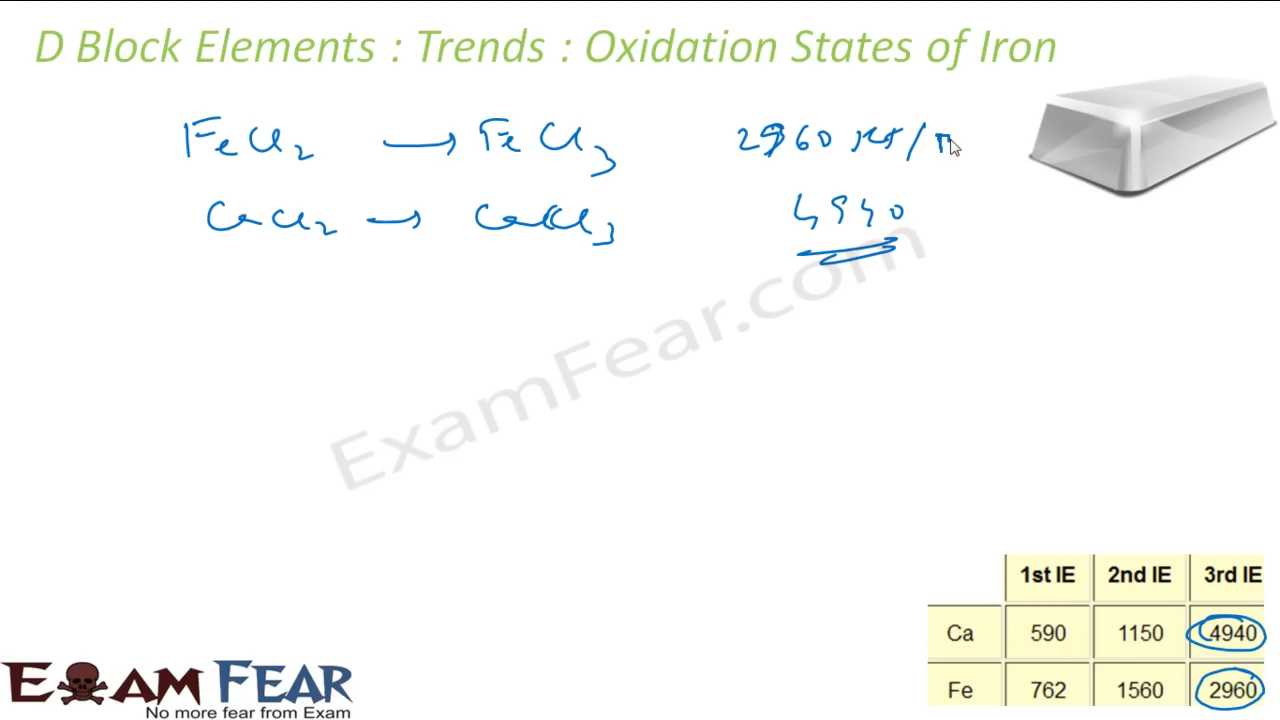 D Block Elements : Trends : Oxidation States of Iron
FeCl2 → FeCl3 2960 kJ/m
CaCl2 → CaCl3 4940
ExamFear.com
1st IE 2nd IE 3rd IE
Ca 590 1150 4940
Fe 762 1560 2960
EXAM FEAR
No more fear from Exam